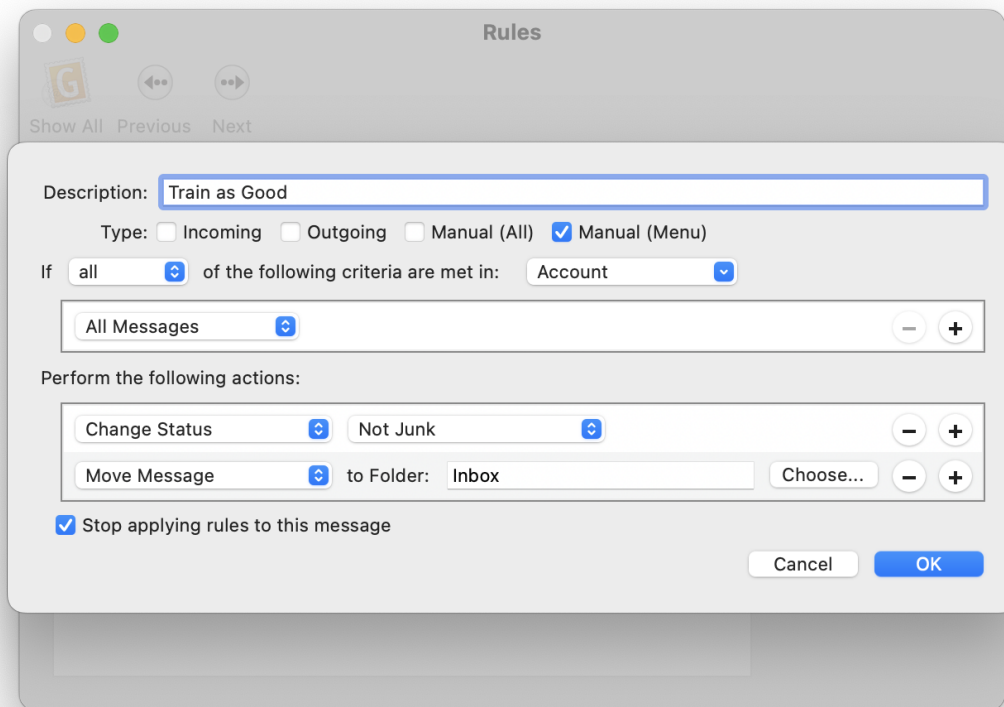 Rules
G
Show All Previous Next
Description: Train as Good
Type: Incoming Outgoing Manual (All) Manual (Menu)
If all of the following criteria are met in: Account
All Messages
Perform the following actions:
Change Status Not Junk
Move Message to Folder: Inbox Choose...
Stop applying rules to this message
Cancel OK